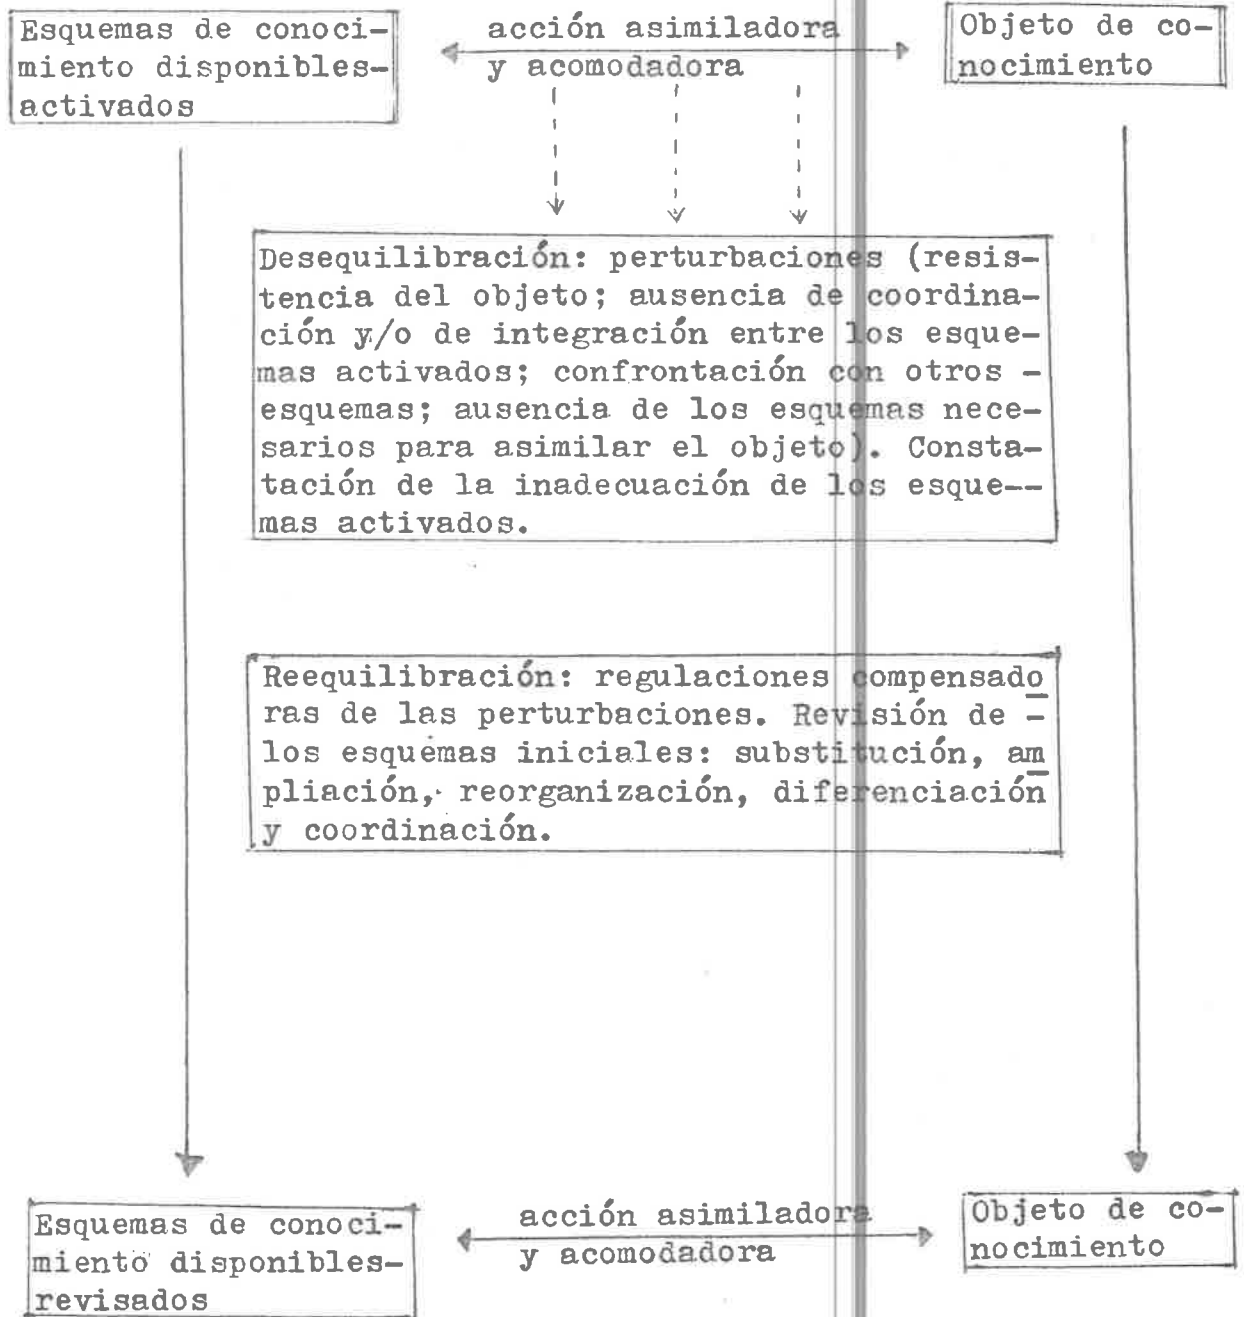 Esquemas de conoci-
miento disponibles-
activados
acción asimiladora
y acomodadora
Objeto de co-
nocimiento
Desequilibración: perturbaciones (resis-
tencia del objeto; ausencia de coordina-
ción y/o de integración entre los esque-
mas activados; confrontación con otros -
esquemas; ausencia de los esquemas nece-
sarios para asimilar el objeto). Consta-
tación de la inadecuación de los esque--
mas activados.
Reequilibración: regulaciones compensado
ras de las perturbaciones. Revisión de -
los esquemas iniciales: substitución, am
pliación, reorganización, diferenciación
y coordinación.
Esquemas de conoci-
miento disponibles-
revisados
acción asimiladora
y acomodadora
Objeto de co-
nocimiento